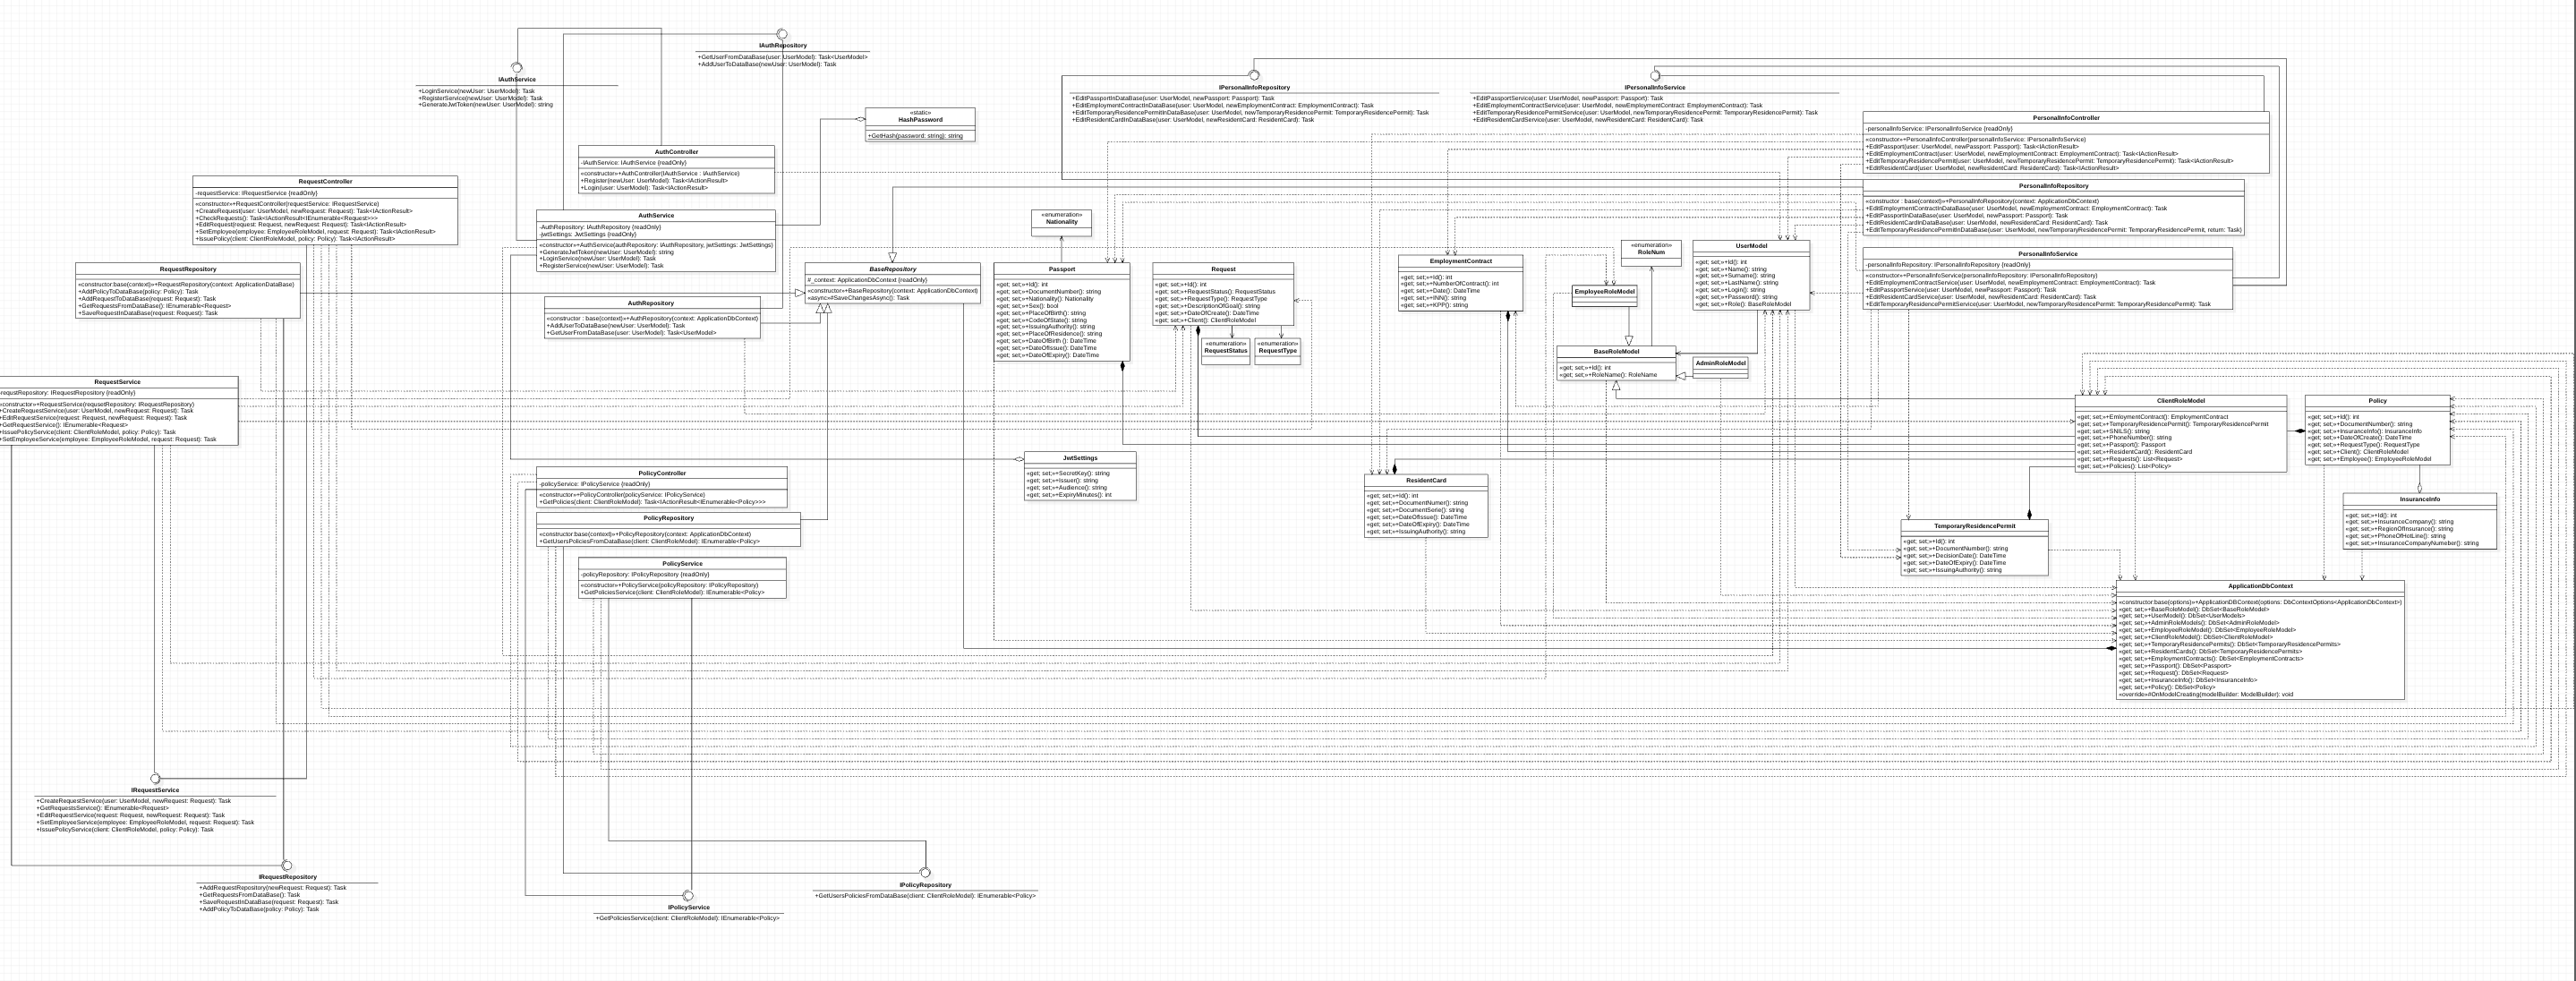 IAuthRepository
+GetUserFromDataBase(user: UserModel): Task<UserModel>
+AddUserToDataBase(newUser: UserModel): Task
IAuthService
+LoginService(newUser: UserModel): Task
+RegisterService(newUser: UserModel): Task
+GenerateJwtToken(newUser: UserModel): string
IPersonalInfoRepository
+EditPassportInDataBase(user: UserModel, newPassport: Passport): Task
+EditEmploymentContractInDataBase(user: UserModel, newEmploymentContract: EmploymentContract): Task
+EditTemporaryResidencePermitInDataBase(user: UserModel, newTemporaryResidencePermit: TemporaryResidencePermit): Task
+EditResidentCardInDataBase(user: UserModel, newResidentCard: ResidentCard): Task
IPersonalInfoService
+EditPassportService(user: UserModel, newPassport: Passport): Task
+EditEmploymentContractService(user: UserModel, newEmploymentContract: EmploymentContract): Task
+EditTemporaryResidencePermitService(user: UserModel, newTemporaryResidencePermit: TemporaryResidencePermit): Task
+EditResidentCardService(user: UserModel, newResidentCard: ResidentCard): Task
«static»
HashPassword
+GetHash(password: string): string
PersonalInfoController
-personalInfoService: IPersonalInfoService {readOnly}
«constructor»+PersonalInfoController(personalInfoService: IPersonalInfoService)
+EditPassport(user: UserModel, newPassport: Passport): Task<IActionResult>
+EditEmploymentContract(user: UserModel, newEmploymentContract: EmploymentContract): Task<IActionResult>
+EditTemporaryResidencePermit(user: UserModel, newTemporaryResidencePermit: TemporaryResidencePermit): Task<IActionResult>
+EditResidentCard(user: UserModel, newResidentCard: ResidentCard): Task<IActionResult>
AuthController
-IAuthService: IAuthService {readOnly}
«constructor»+AuthController(IAuthService : IAuthService)
+Register(newUser: UserModel): Task<IActionResult>
+Login(user: UserModel): Task<IActionResult>
RequestController
-requestService: IRequestService {readOnly}
«constructor»+RequestController(requestService: IRequestService)
+CreateRequest(user: UserModel, newRequest: Request): Task<IActionResult>
+CheckRequests(): Task<IActionResult<IEnumerable<Request>>>
+EditRequest(request: Request, newRequest: Request): Task<IActionResult>
+SetEmployee(employee: EmployeeRoleModel, request: Request): Task<IActionResult>
+IssuePolicy(client: ClientRoleModel, policy: Policy): Task<IActionResult>
PersonalInfoRepository
«constructor : base(context)»+PersonalInfoRepository(context: ApplicationDbContext)
+EditEmploymentContractInDataBase(user: UserModel, newEmploymentContract: EmploymentContract): Task
+EditPassportInDataBase(user: UserModel, newPassport: Passport): Task
+EditResidentCardInDataBase(user: UserModel, newResidentCard: ResidentCard): Task
+EditTemporaryResidencePermitInDataBase(user: UserModel, newTemporaryResidencePermit: TemporaryResidencePermit, return: Task)
AuthService
-AuthRepository: IAuthRepository {readOnly}
-jwtSettings: JwtSettings {readOnly}
«constructor»+AuthService(authRepository: IAuthRepository, jwtSettings: JwtSettings)
+GenerateJwtToken(newUser: UserModel): string
+LoginService(newUser: UserModel): Task
+RegisterService(newUser: UserModel): Task
«enumeration»
Nationality
«enumeration»
RoleNum
UserModel
«get; set;»+Id(): int
«get; set;»+Name(): string
«get; set;»+Surname(): string
«get; set;»+LastName(): string
«get; set;»+Login(): string
«get; set;»+Password(): string
«get; set;»+Role(): BaseRoleModel
PersonalInfoService
-personalInfoRepository: IPersonalInfoRepository {readOnly}
«constructor»+PersonalInfoService(personalInfoRepository: IPersonalInfoRepository)
+EditEmploymentContractService(user: UserModel, newEmploymentContract: EmploymentContract): Task
+EditPassportService(user: UserModel, newPassport: Passport): Task
+EditResidentCardService(user: UserModel, newResidentCard: ResidentCard): Task
+EditTemporaryResidencePermitService(user: UserModel, newTemporaryResidencePermit: TemporaryResidencePermit): Task
RequestRepository
«constructor:base(context)»+RequestRepository(context: ApplicationDataBase)
+AddPolicyToDataBase(policy: Policy): Task
+AddRequestToDataBase(request: Request): Task
+GetRequestsFromDataBase(): IEnumerable<Request>
+SaveRequestInDataBase(request: Request): Task
BaseRepository
#_context: ApplicationDbContext {readOnly}
«constructor»+BaseRepository(context: ApplicationDbContext)
«async»#SaveChangesAsync(): Task
AuthRepository
«constructor : base(context)»+AuthRepository(context: ApplicationDbContext)
+AddUserToDataBase(newUser: UserModel): Task
+GetUserFromDataBase(user: UserModel): Task<UserModel>
Passport
«get; set;»+Id(): int
«get; set;»+DocumentNumber(): string
«get; set;»+Nationality(): Nationality
«get; set;»+Sex(): bool
«get; set;»+PlaceOfBirth(): string
«get; set;»+CodeOfState(): string
«get; set;»+IssuingAuthority(): string
«get; set;»+PlaceOfResidence(): string
«get; set;»+DateOfBirth (): DateTime
«get; set;»+DateOfIssue(): DateTime
«get; set;»+DateOfExpiry(): DateTime
Request
«get; set;»+Id(): int
«get; set;»+RequestStatus(): RequestStatus
«get; set;»+RequestType(): RequestType
«get; set;»+DescriptionOfGoal(): string
«get; set;»+DateOfCreate(): DateTime
«get; set;»+Client(): ClientRoleModel
«enumeration»
RequestStatus
«enumeration»
RequestType
EmploymentContract
«get; set;»+Id(): int
«get; set;»+NumberOfContract(): int
«get; set;»+Date(): DateTime
«get; set;»+INN(): string
«get; set;»+KPP(): string
EmployeeRoleModel
BaseRoleModel
«get; set;»+Id(): int
«get; set;»+RoleName(): RoleName
AdminRoleModel
RequestService
-requestRepository: IRequestRepository {readOnly}
«constructor»+RequestService(requsetRepository: IRequestRepository)
+CreateRequestService(user: UserModel, newRequest: Request): Task
+EditRequestService(request: Request, newRequest: Request): Task
+GetRequestService(): IEnumerable<Request>
+IssuePolicyService(client: ClientRoleModel, policy: Policy): Task
+SetEmployeeService(employee: EmployeeRoleModel, request: Request): Task
ClientRoleModel
«get; set;»+EmloymentContract(): EmploymentContract
«get; set;»+TemporaryResidencePermit(): TemporaryResidencePermit
«get; set;»+SNILS(): string
«get; set;»+PhoneNumber(): string
«get; set;»+Passport(): Passport
«get; set;»+ResidentCard(): ResidentCard
«get; set;»+Requests(): List<Request>
«get; set;»+Policies(): List<Policy>
Policy
«get; set;»+Id(): int
«get; set;»+DocumentNumber(): string
«get; set;»+InsuranceInfo(): InsuranceInfo
«get; set;»+DateOfCreate(): DateTime
«get; set;»+RequestType(): RequestType
«get; set;»+Client(): ClientRoleModel
«get; set;»+Employee(): EmployeeRoleModel
JwtSettings
«get; set;»+SecretKey(): string
«get; set;»+Issuer(): string
«get; set;»+Audience(): string
«get; set;»+ExpiryMinutes(): int
PolicyController
-policyService: IPolicyService {readOnly}
«constructor»+PolicyController(policyService: IPolicyService)
+GetPolicies(client: ClientRoleModel): Task<IActionResult<IEnumerable<Policy>>>
ResidentCard
«get; set;»+Id(): int
«get; set;»+DocumentNumer(): string
«get; set;»+DocumentSerie(): string
«get; set;»+DateOfIssue(): DateTime
«get; set;»+DateOfExpiry(): DateTime
«get; set;»+IssuingAuthority(): string
InsuranceInfo
«get; set;»+Id(): int
«get; set;»+InsuranceCompany(): string
«get; set;»+RegionOfInsurance(): string
«get; set;»+PhoneOfHotLine(): string
«get; set;»+InsuranceCompanyNumeber(): string
PolicyRepository
«constructor:base(context)»+PolicyRepository(context: ApplicationDbContext)
+GetUsersPoliciesFromDataBase(client: ClientRoleModel): IEnumerable<Policy>
TemporaryResidencePermit
«get; set;»+Id(): int
«get; set;»+DocumentNumber(): string
«get; set;»+DecisionDate(): DateTime
«get; set;»+DateOfExpiry(): DateTime
«get; set;»+IssuingAuthority(): string
PolicyService
-policyRepository: IPolicyRepository {readOnly}
«constructor»+PolicyService(policyRepository: IPolicyRepository)
+GetPoliciesService(client: ClientRoleModel): IEnumerable<Policy>
ApplicationDbContext
«constructor:base(options)»+ApplicationDBContext(options: DbContextOptions<ApplicationDbContext>)
«get; set;»+BaseRoleModel(): DbSet<BaseRoleModel>
«get; set;»+UserModel(): DbSet<UserModels>
«get; set;»+AdminRoleModels(): DbSet<AdminRoleModel>
«get; set;»+EmployeeRoleModel(): DbSet<EmployeeRoleModel>
«get; set;»+ClientRoleModel(): DbSet<ClientRoleModel>
«get; set;»+TemporaryResidencePermits(): DbSet<TemporaryResidencePermits>
«get; set;»+ResidentCards(): DbSet<TemporaryResidencePermits>
«get; set;»+EmploymentContracts(): DbSet<EmploymentContracts>
«get; set;»+Passport(): DbSet<Passport>
«get; set;»+Request(): DbSet<Request>
«get; set;»+InsuranceInfo(): DbSet<InsuranceInfo>
«get; set;»+Policy(): DbSet<Policy>
«override»#OnModelCreating(modelBuilder: ModelBuilder): void
IRequestService
+CreateRequestService(user: UserModel, newRequest: Request): Task
+GetRequestsService(): IEnumerable<Request>
+EditRequestService(request: Request, newRequest: Request): Task
+SetEmployeeService(employee: EmployeeRoleModel, request: Request): Task
+IssuePolicyService(client: ClientRoleModel, policy: Policy): Task
IRequestRepository
+AddRequestRepository(newRequest: Request): Task
+GetRequestsFromDataBase(): Task
+SaveRequestInDataBase(request: Request): Task
+AddPolicyToDataBase(policy: Policy): Task
IPolicyRepository
+GetUsersPoliciesFromDataBase(client: ClientRoleModel): IEnumerable<Policy>
IPolicyService
+GetPoliciesService(client: ClientRoleModel): IEnumerable<Policy>